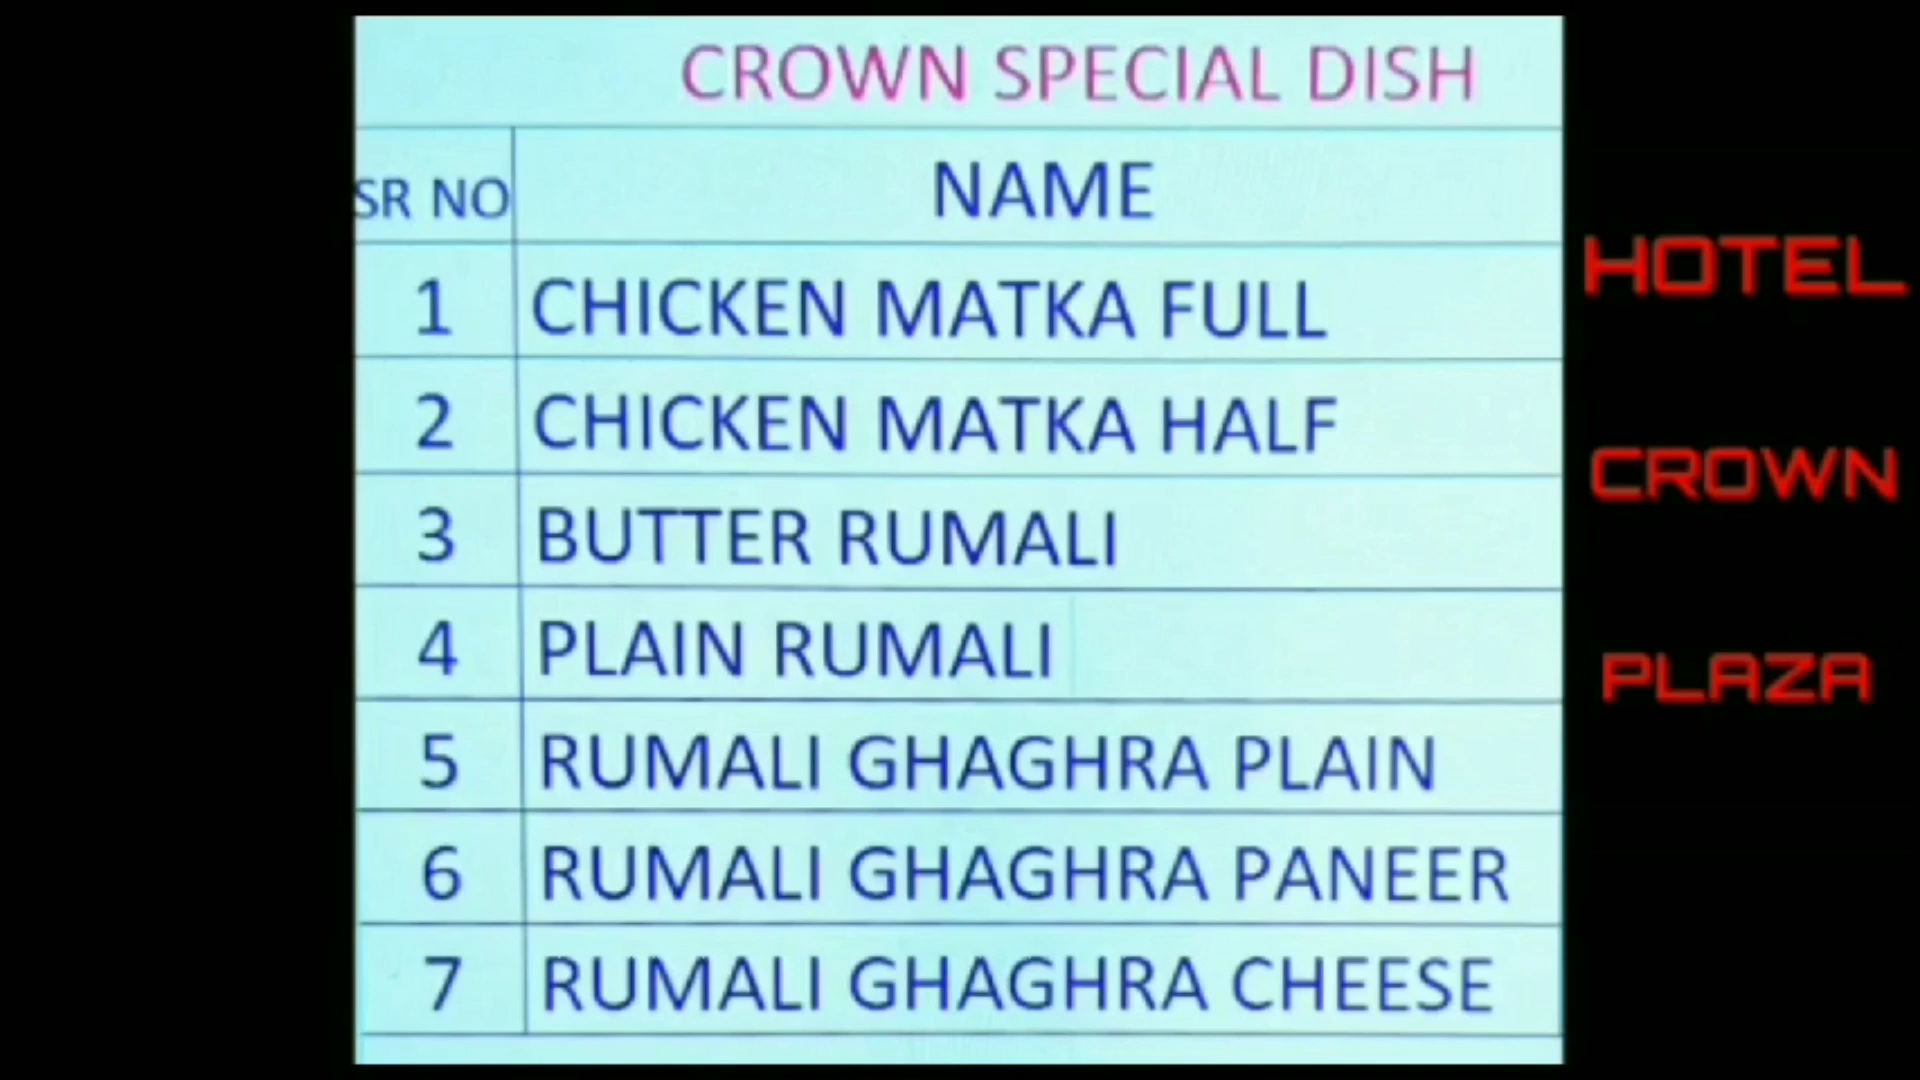 CROWN SPECIAL DISH
SR NO NAME
1 CHICKEN MATKA FULL
2 CHICKEN MATKA HALF
3 BUTTER RUMALI
4 PLAIN RUMALI
5 RUMALI GHAGHRA PLAIN
6 RUMALI GHAGHRA PANEER
7 RUMALI GHAGHRA CHEESE
HOTEL
CROWN
PLAZA